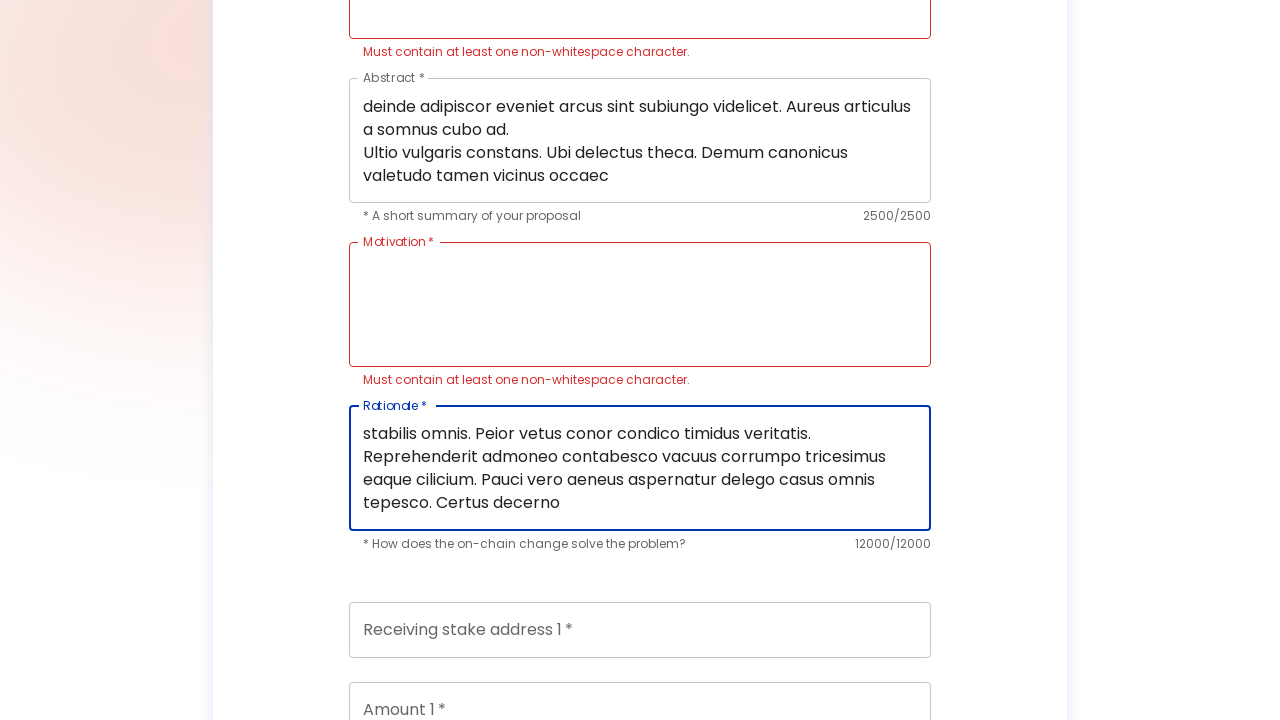 Must contain at least one non-whitespace character.
Abstract *
deinde adipiscor eveniet arcus sint subiungo videlicet. Aureus articulus
a somnus cubo ad.
Ultio vulgaris constans. Ubi delectus theca. Demum canonicus
valetudo tamen vicinus occaec
* A short summary of your proposal 2500/2500
Motivation *
Must contain at least one non-whitespace character.
Rationale *
stabilis omnis. Peior vetus conor condico timidus veritatis.
Reprehenderit admoneo contabesco vacuus corrumpo tricesimus
eaque cilicium. Pauci vero aeneus aspernatur delego casus omnis
tepesco. Certus decerno
* How does the on-chain change solve the problem? 12000/12000
Receiving stake address 1 *
Amount 1 *